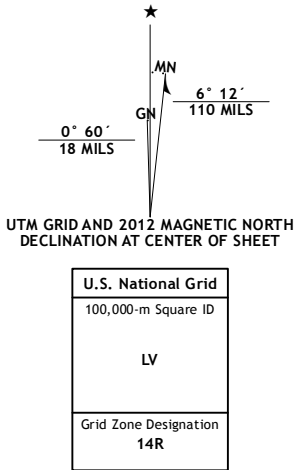 .MN
GN
6° 12´
110 MILS
0° 60´
18 MILS
UTM GRID AND 2012 MAGNETIC NORTH
DECLINATION AT CENTER OF SHEET
U.S. National Grid
100,000-m Square ID
LV
Grid Zone Designation
14R